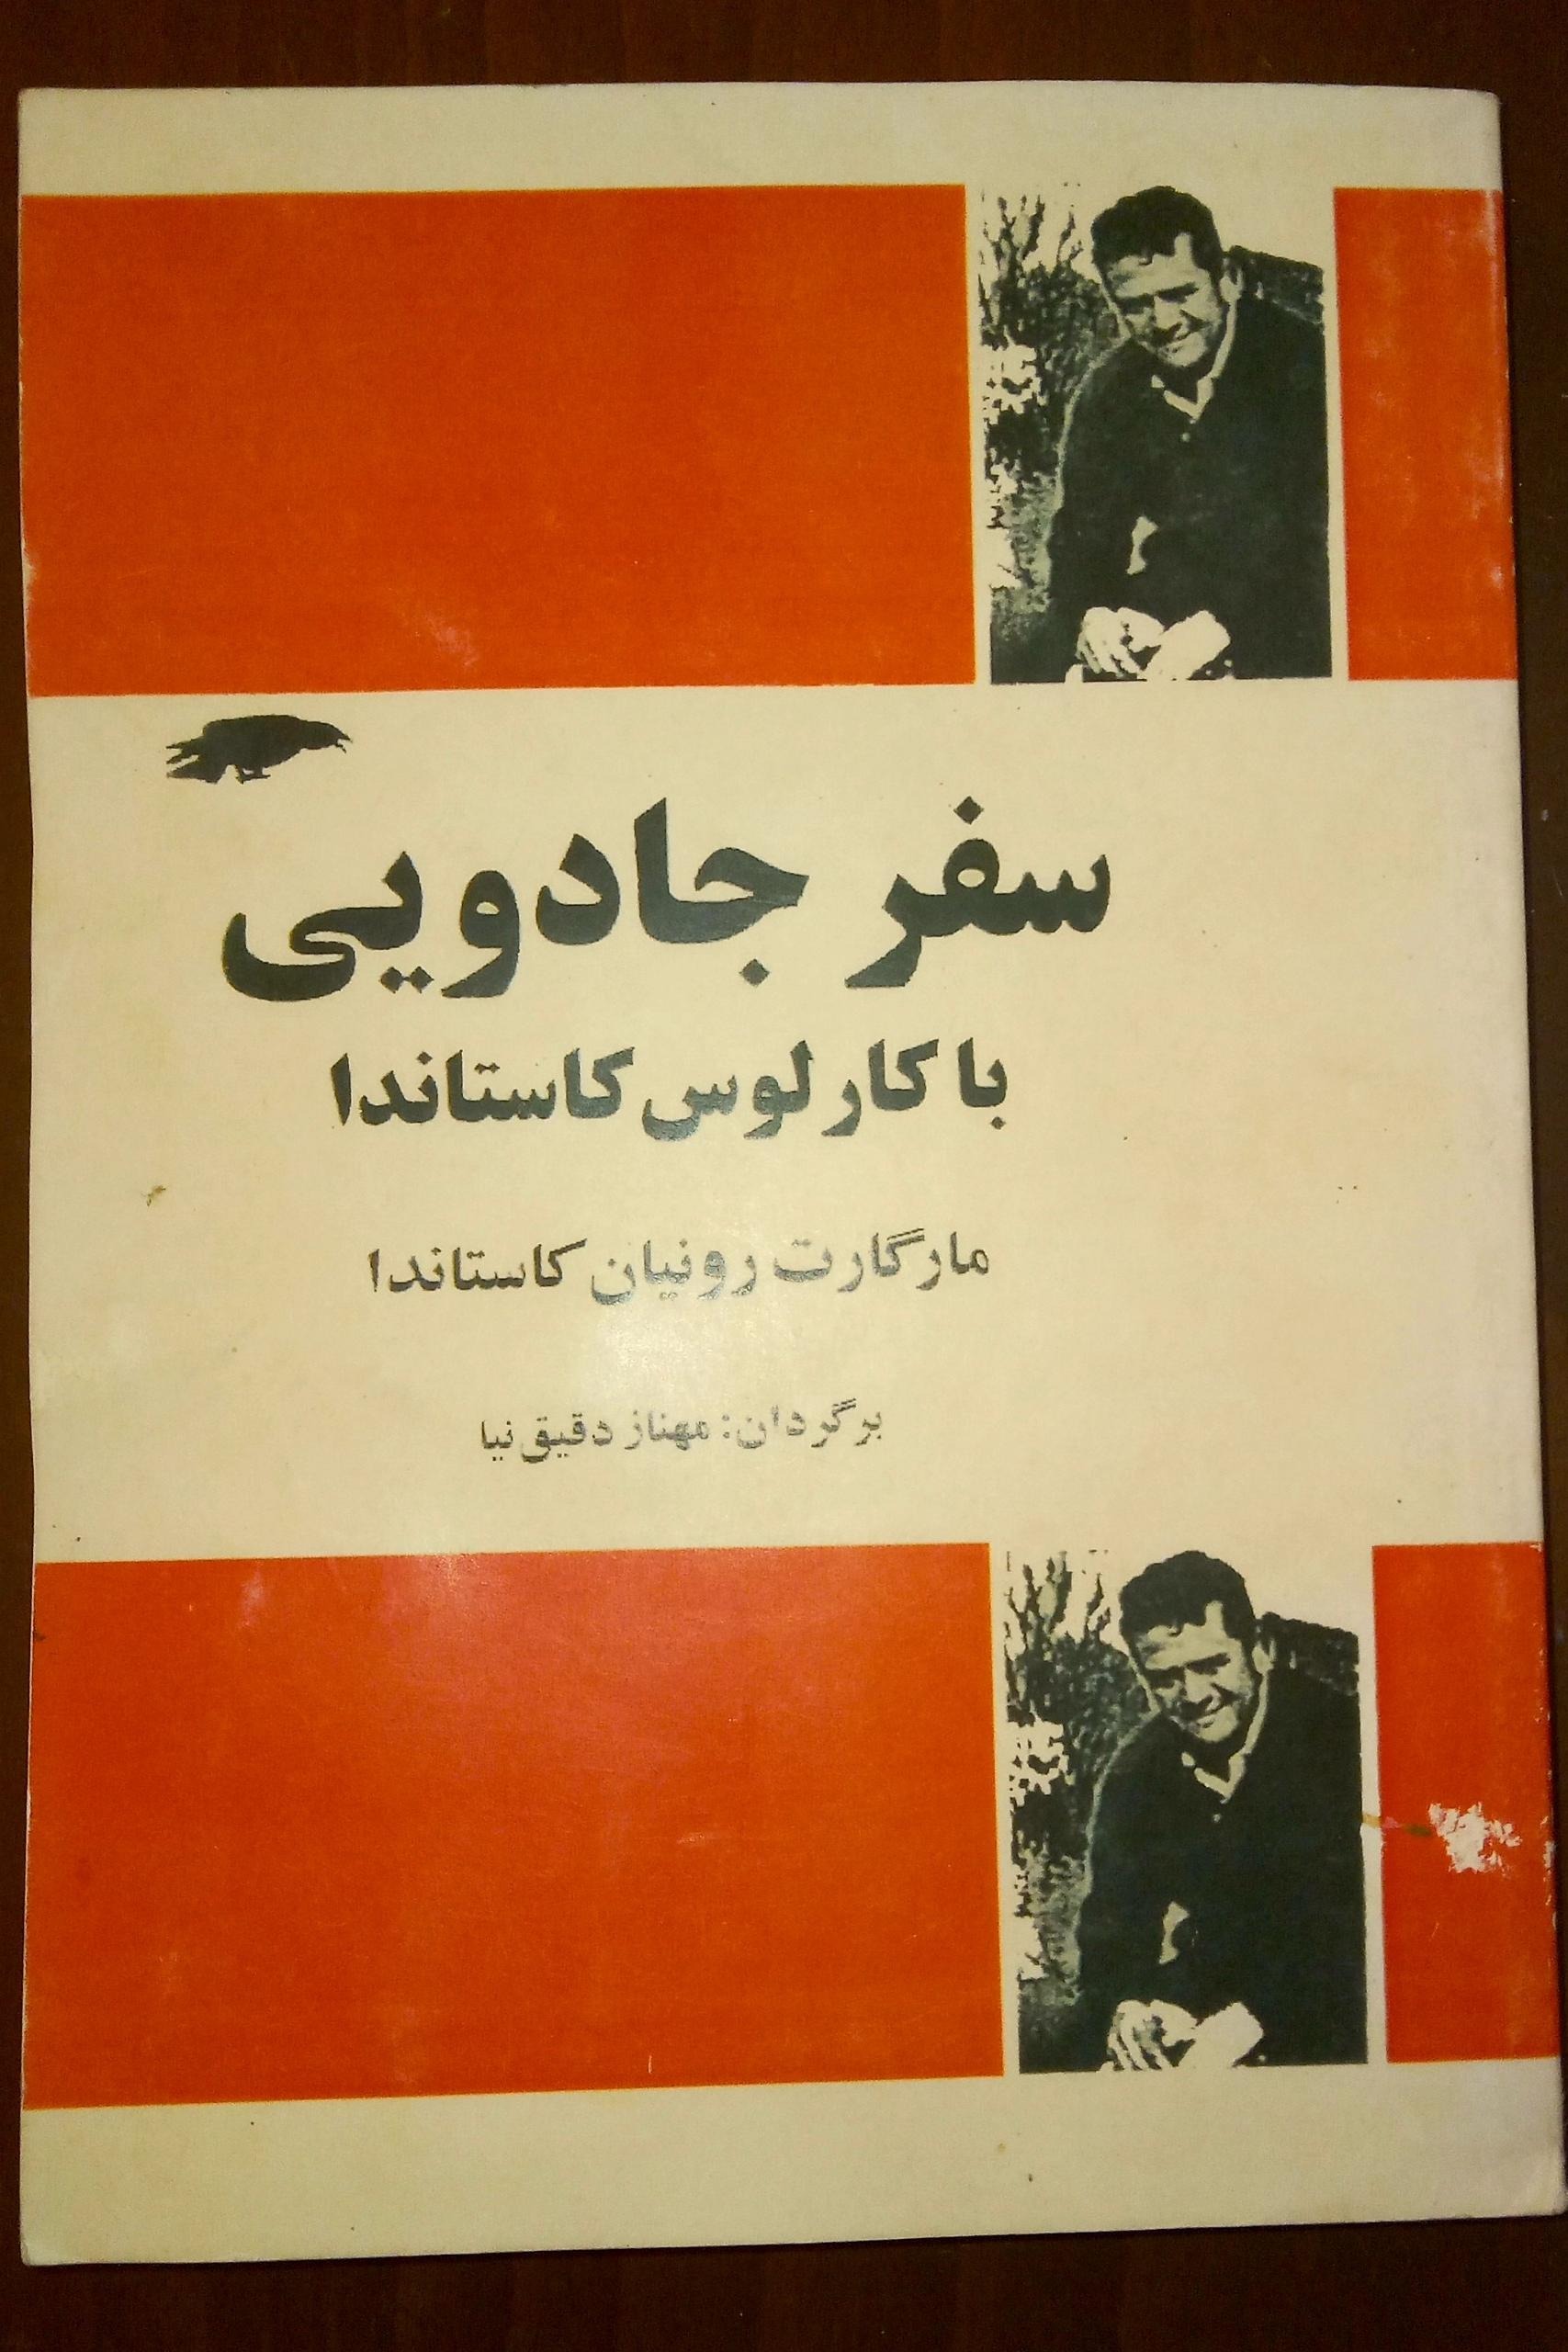 سفر جادویی
با کارلوس کاستاندا
مارگارت رونیان کاستاندا
برگردان: مهناز دقیق‌نیا